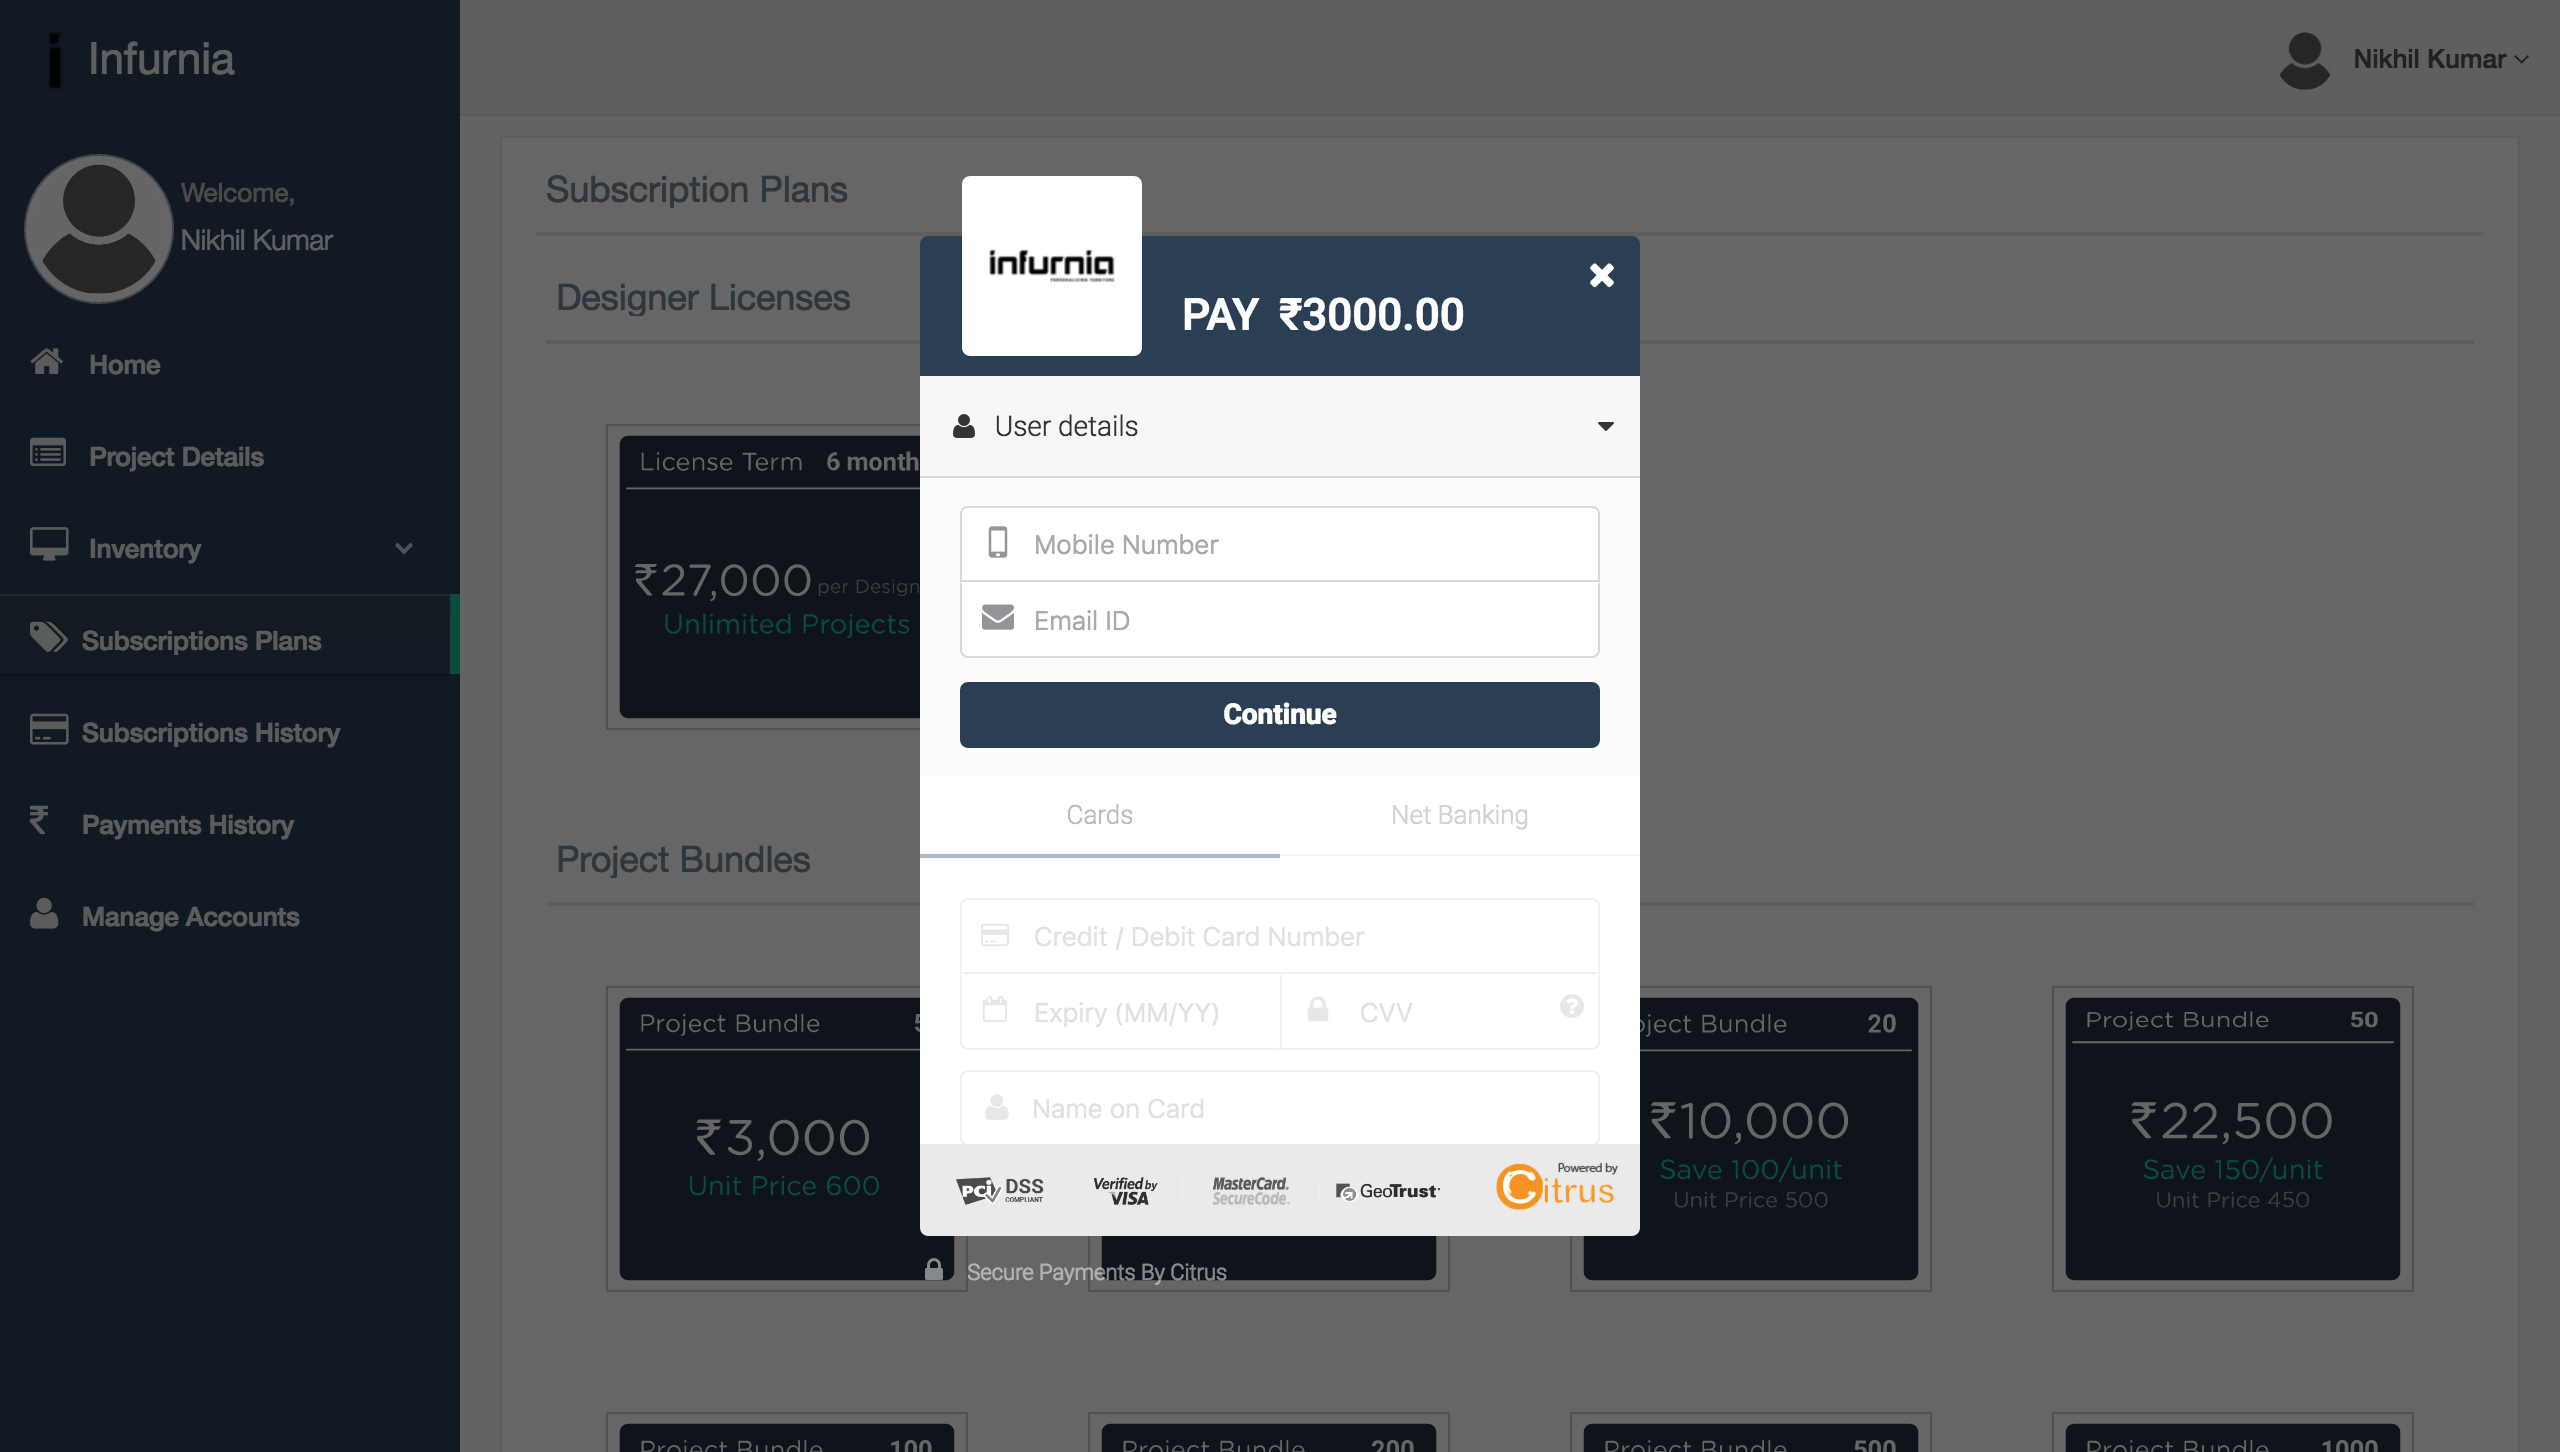 Infurnia
Nikhil Kumar
Welcome,
Nikhil Kumar
Home
Project Details
Inventory
Subscriptions Plans
Subscriptions History
Payments History
Manage Accounts
Subscription Plans
Designer Licenses
License Term 6 month
₹27,000 per Design
Unlimited Projects
Project Bundles
Project Bundle
₹3,000
Unit Price 600
ject Bundle 20
₹10,000
Save 100/unit
Unit Price 500
Project Bundle 50
₹22,500
Save 150/unit
Unit Price 450
Project Bundle 100
Project Bundle 200
Project Bundle 500
Project Bundle 1000
infurnia
PAY ₹3000.00
User details
Mobile Number
Email ID
Continue
Cards
Net Banking
Credit / Debit Card Number
Expiry (MM/YY)
CVV
?
Name on Card
PCI DSS
COMPLIANT
Verified by
VISA
MasterCard.
SecureCode.
GeoTrust
Powered by
Citrus
Secure Payments By Citrus